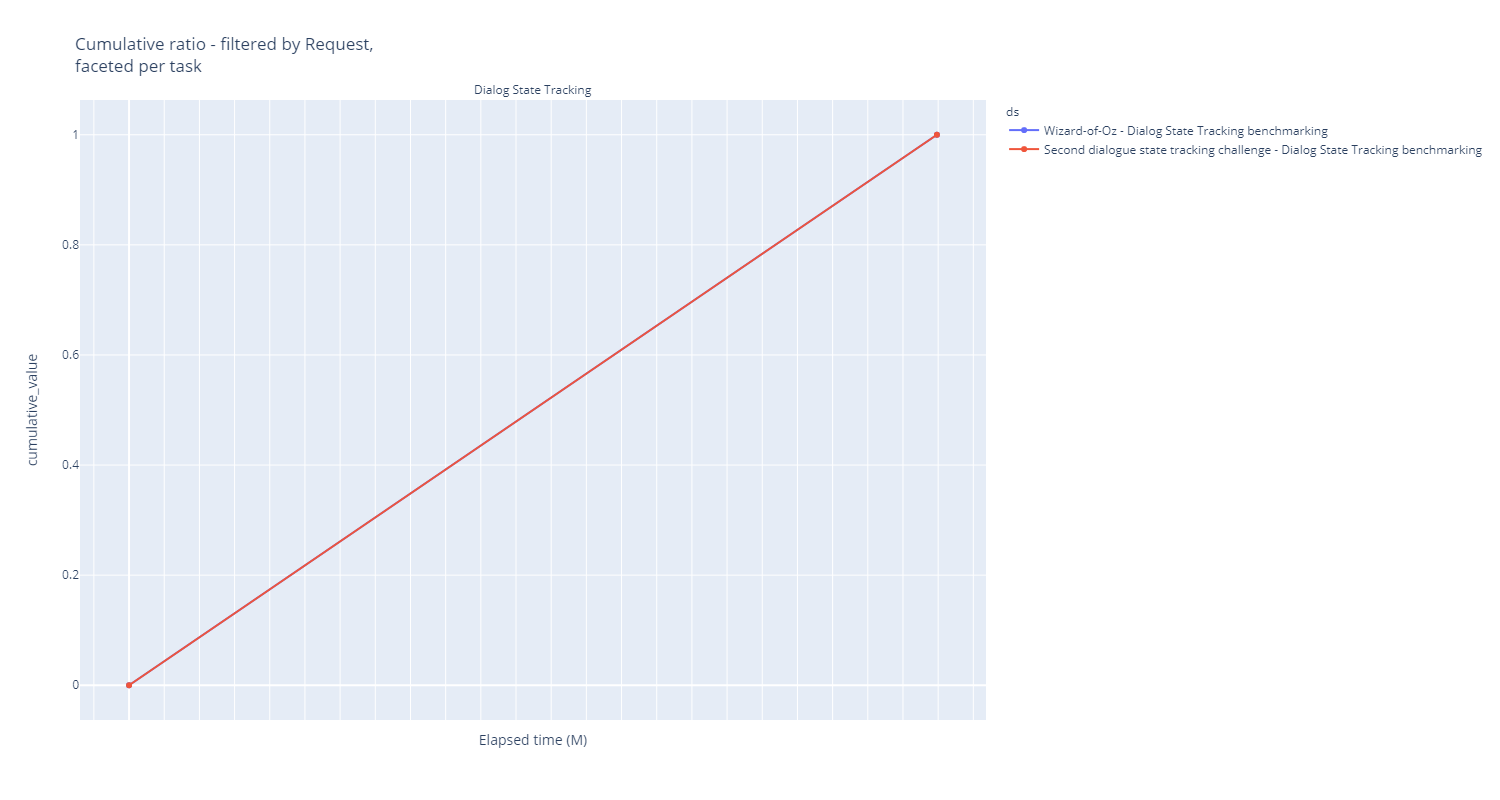 Cumulative ratio - filtered by Request,
faceted per task
Dialog State Tracking
ds
Wizard-of-Oz - Dialog State Tracking benchmarking
Second dialogue state tracking challenge - Dialog State Tracking benchmarking
1
0.8
0.6
0.4
0.2
0
cumulative_value
Elapsed time (M)